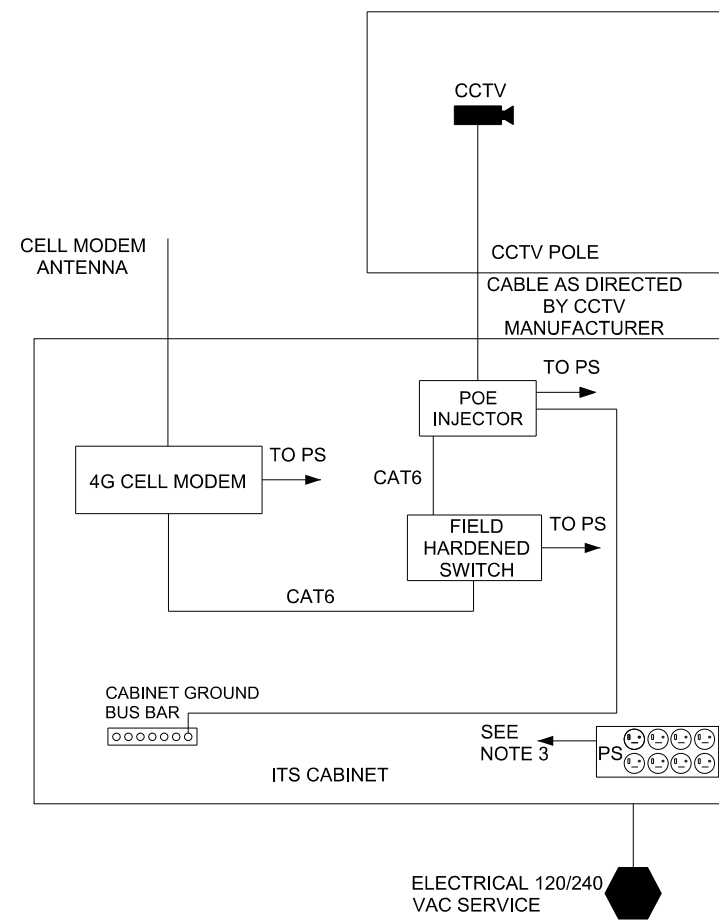 CCTV
CELL MODEM
ANTENNA
CCTV POLE
CABLE AS DIRECTED
BY CCTV
MANUFACTURER
TO PS
POE
INJECTOR
TO PS
4G CELL MODEM
CAT6
FIELD
HARDENED
SWITCH
TO PS
CAT6
CABINET GROUND
BUS BAR
SEE
NOTE 3
PS
ITS CABINET
ELECTRICAL 120/240
VAC SERVICE